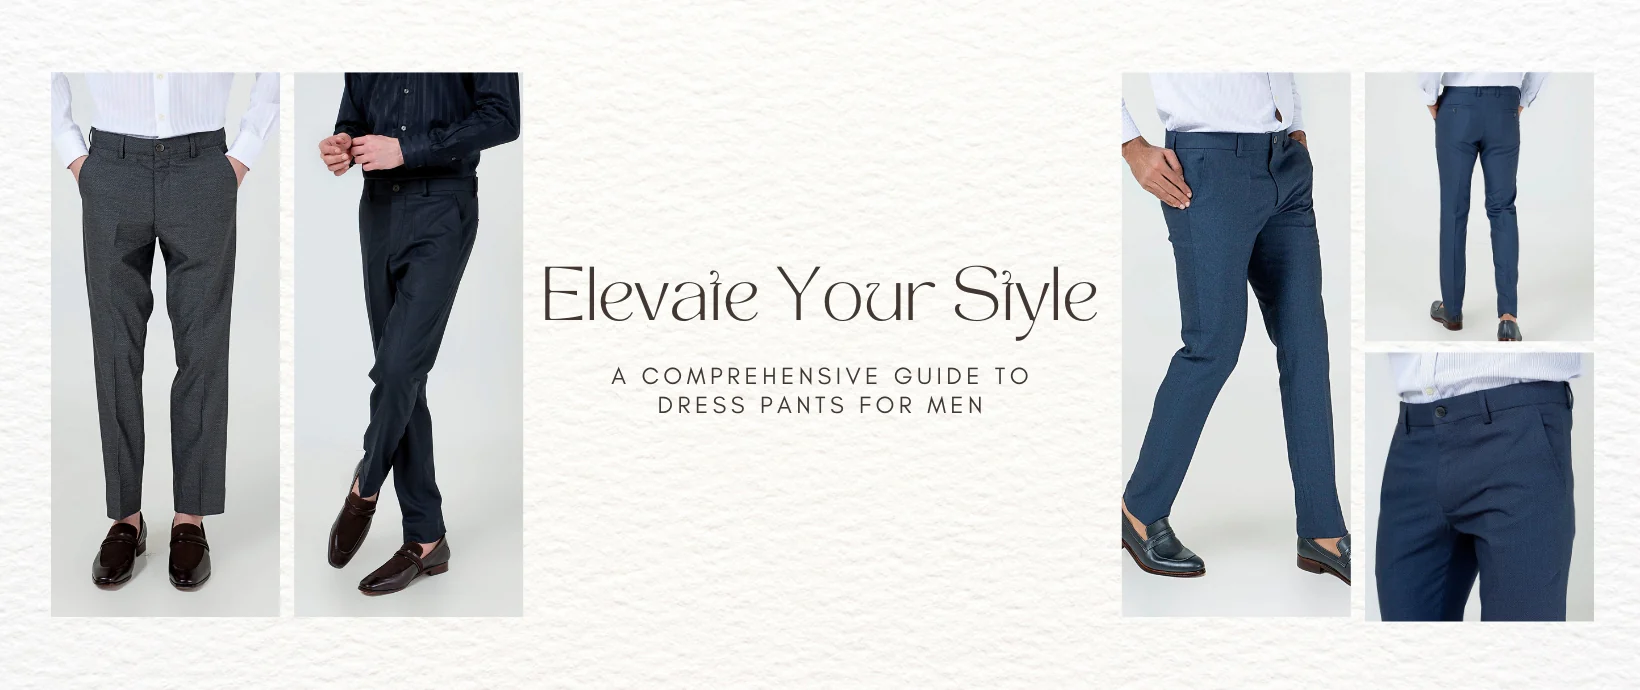 Elevate Your Style
A COMPREHENSIVE GUIDE TO
DRESS PANTS FOR MEN